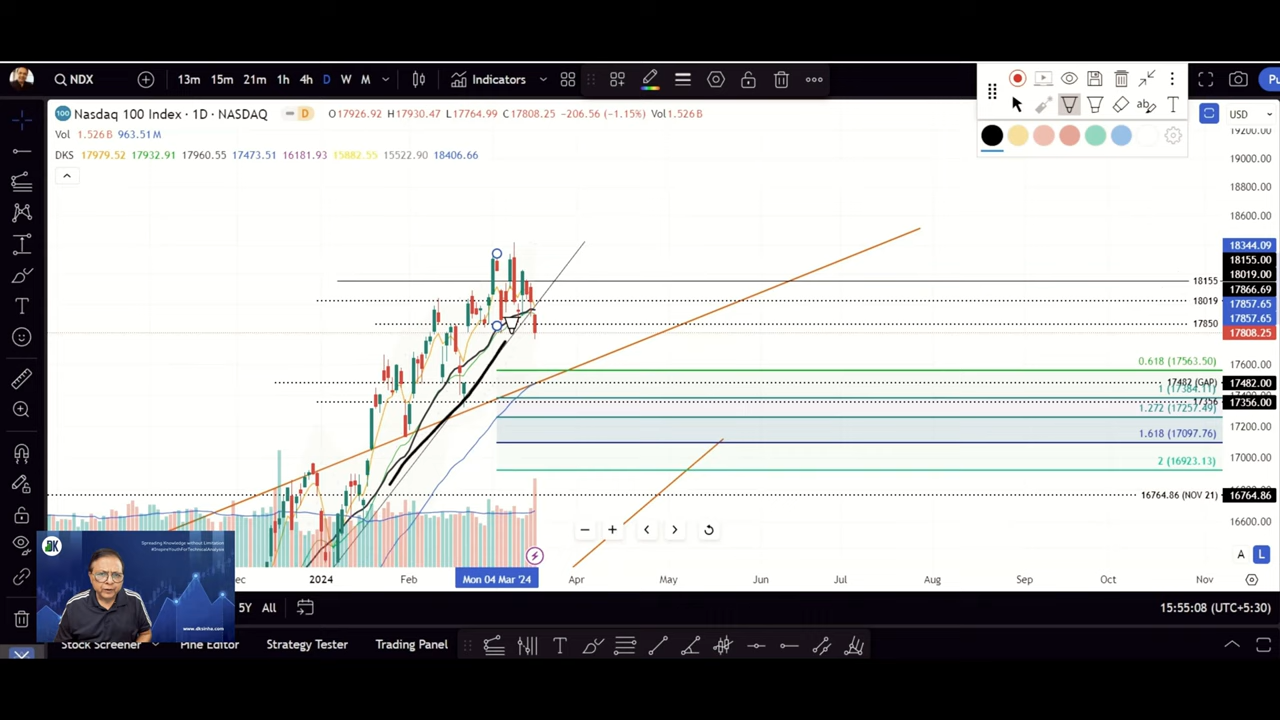 NDX
13m 15m 21m 1h 4h D W M
Indicators
Pu
Nasdaq 100 Index · 1D · NASDAQ D O17926.92 H17930.47 L17764.99 C17808.25 -206.56 (-1.15%) Vol1.526B
USD
Vol 1.526B 963.51M
DKS 17979.52 17932.91 17960.55 17473.51 16181.93 15882.55 15522.90 18406.66
19200.00
19000.00
18800.00
18600.00
18344.09
18155 18155.00
18019 18019.00
17866.69
17857.65
17850 17857.65
17808.25
0.618 (17563.50) 17600.00
17482 (GAP) 17482.00
1 (17384.11)
17356 17356.00
1.272 (17257.49)
17200.00
1.618 (17097.76)
17000.00
2 (16923.13)
16764.86 (NOV 21) 16764.86
16600.00
A L
DK
Spreading Knowledge without Limitation
#InspireYouthForTechnicalAnalysis
www.dksinha.com
ec 2024 Feb Mon 04 Mar '24 Apr May Jun Jul Aug Sep Oct Nov
5Y All
15:55:08 (UTC+5:30)
Stock Screener Pine Editor Strategy Tester Trading Panel